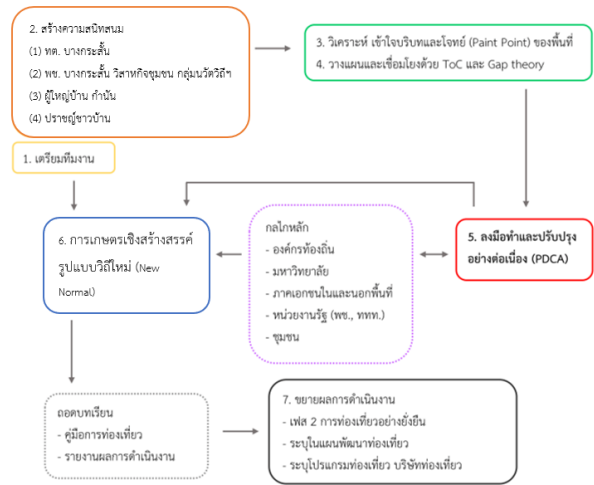 2. สร้างความสนิทสนม
(1) ทต. บางกระสั้น
(2) พช. บางกระสั้น วิสาหกิจชุมชน กลุ่มนวัตวิถีฯ
(3) ผู้ใหญ่บ้าน กำนัน
(4) ปราชญ์ชาวบ้าน
3. วิเคราะห์ เข้าใจบริบทและโจทย์ (Paint Point) ของพื้นที่
4. วางแผนและเชื่อมโยงด้วย ToC และ Gap theory
1. เตรียมทีมงาน
6. การเกษตรเชิงสร้างสรรค์
รูปแบบวิถีใหม่ (New
Normal)
กลไกหลัก
- องค์กรท้องถิ่น
- มหาวิทยาลัย
- ภาคเอกชนในและนอกพื้นที่
- หน่วยงานรัฐ (พช., ททท.)
- ชุมชน
5. ลงมือทำและปรับปรุง
อย่างต่อเนื่อง (PDCA)
ถอดบทเรียน
- คู่มือการท่องเที่ยว
- รายงานผลการดำเนินงาน
7. ขยายผลการดำเนินงาน
- เฟส 2 การท่องเที่ยวอย่างยั่งยืน
- ระบุในแผนพัฒนาท่องเที่ยว
- ระบุโปรแกรมท่องเที่ยว บริษัทท่องเที่ยว